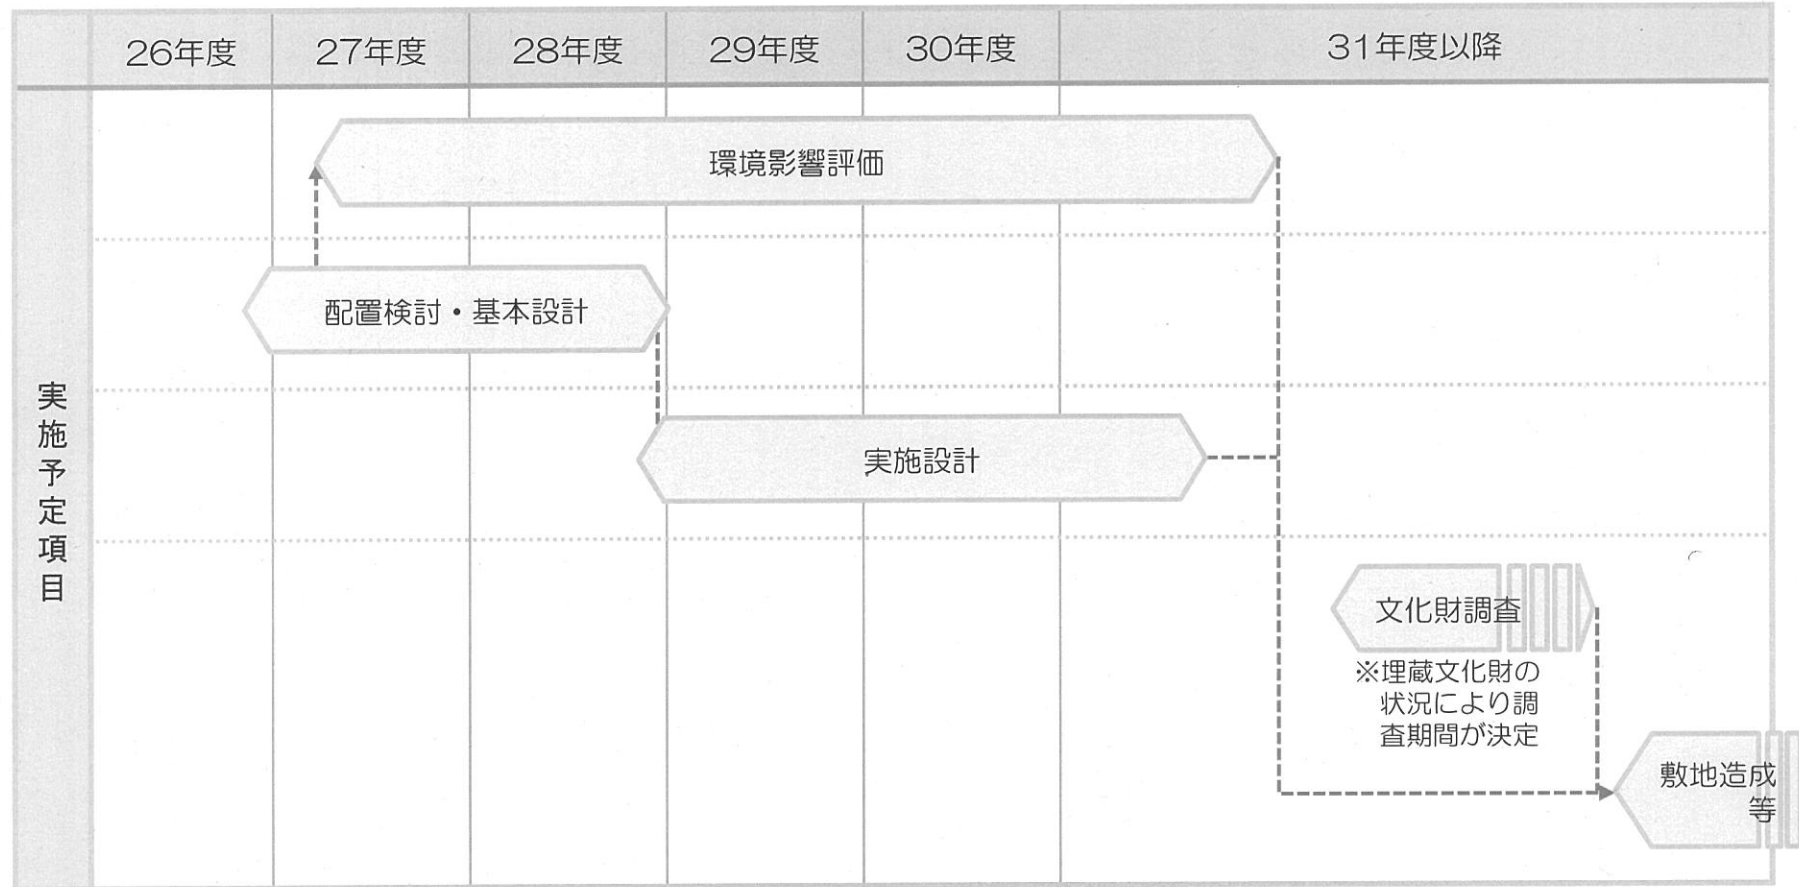 26年度
27年度
28年度
29年度
30年度
31年度以降
実施予定項目
環境影響評価
配置検討・基本設計
実施設計
文化財調査
※埋蔵文化財の
状況により調
査期間が決定
敷地造成
等